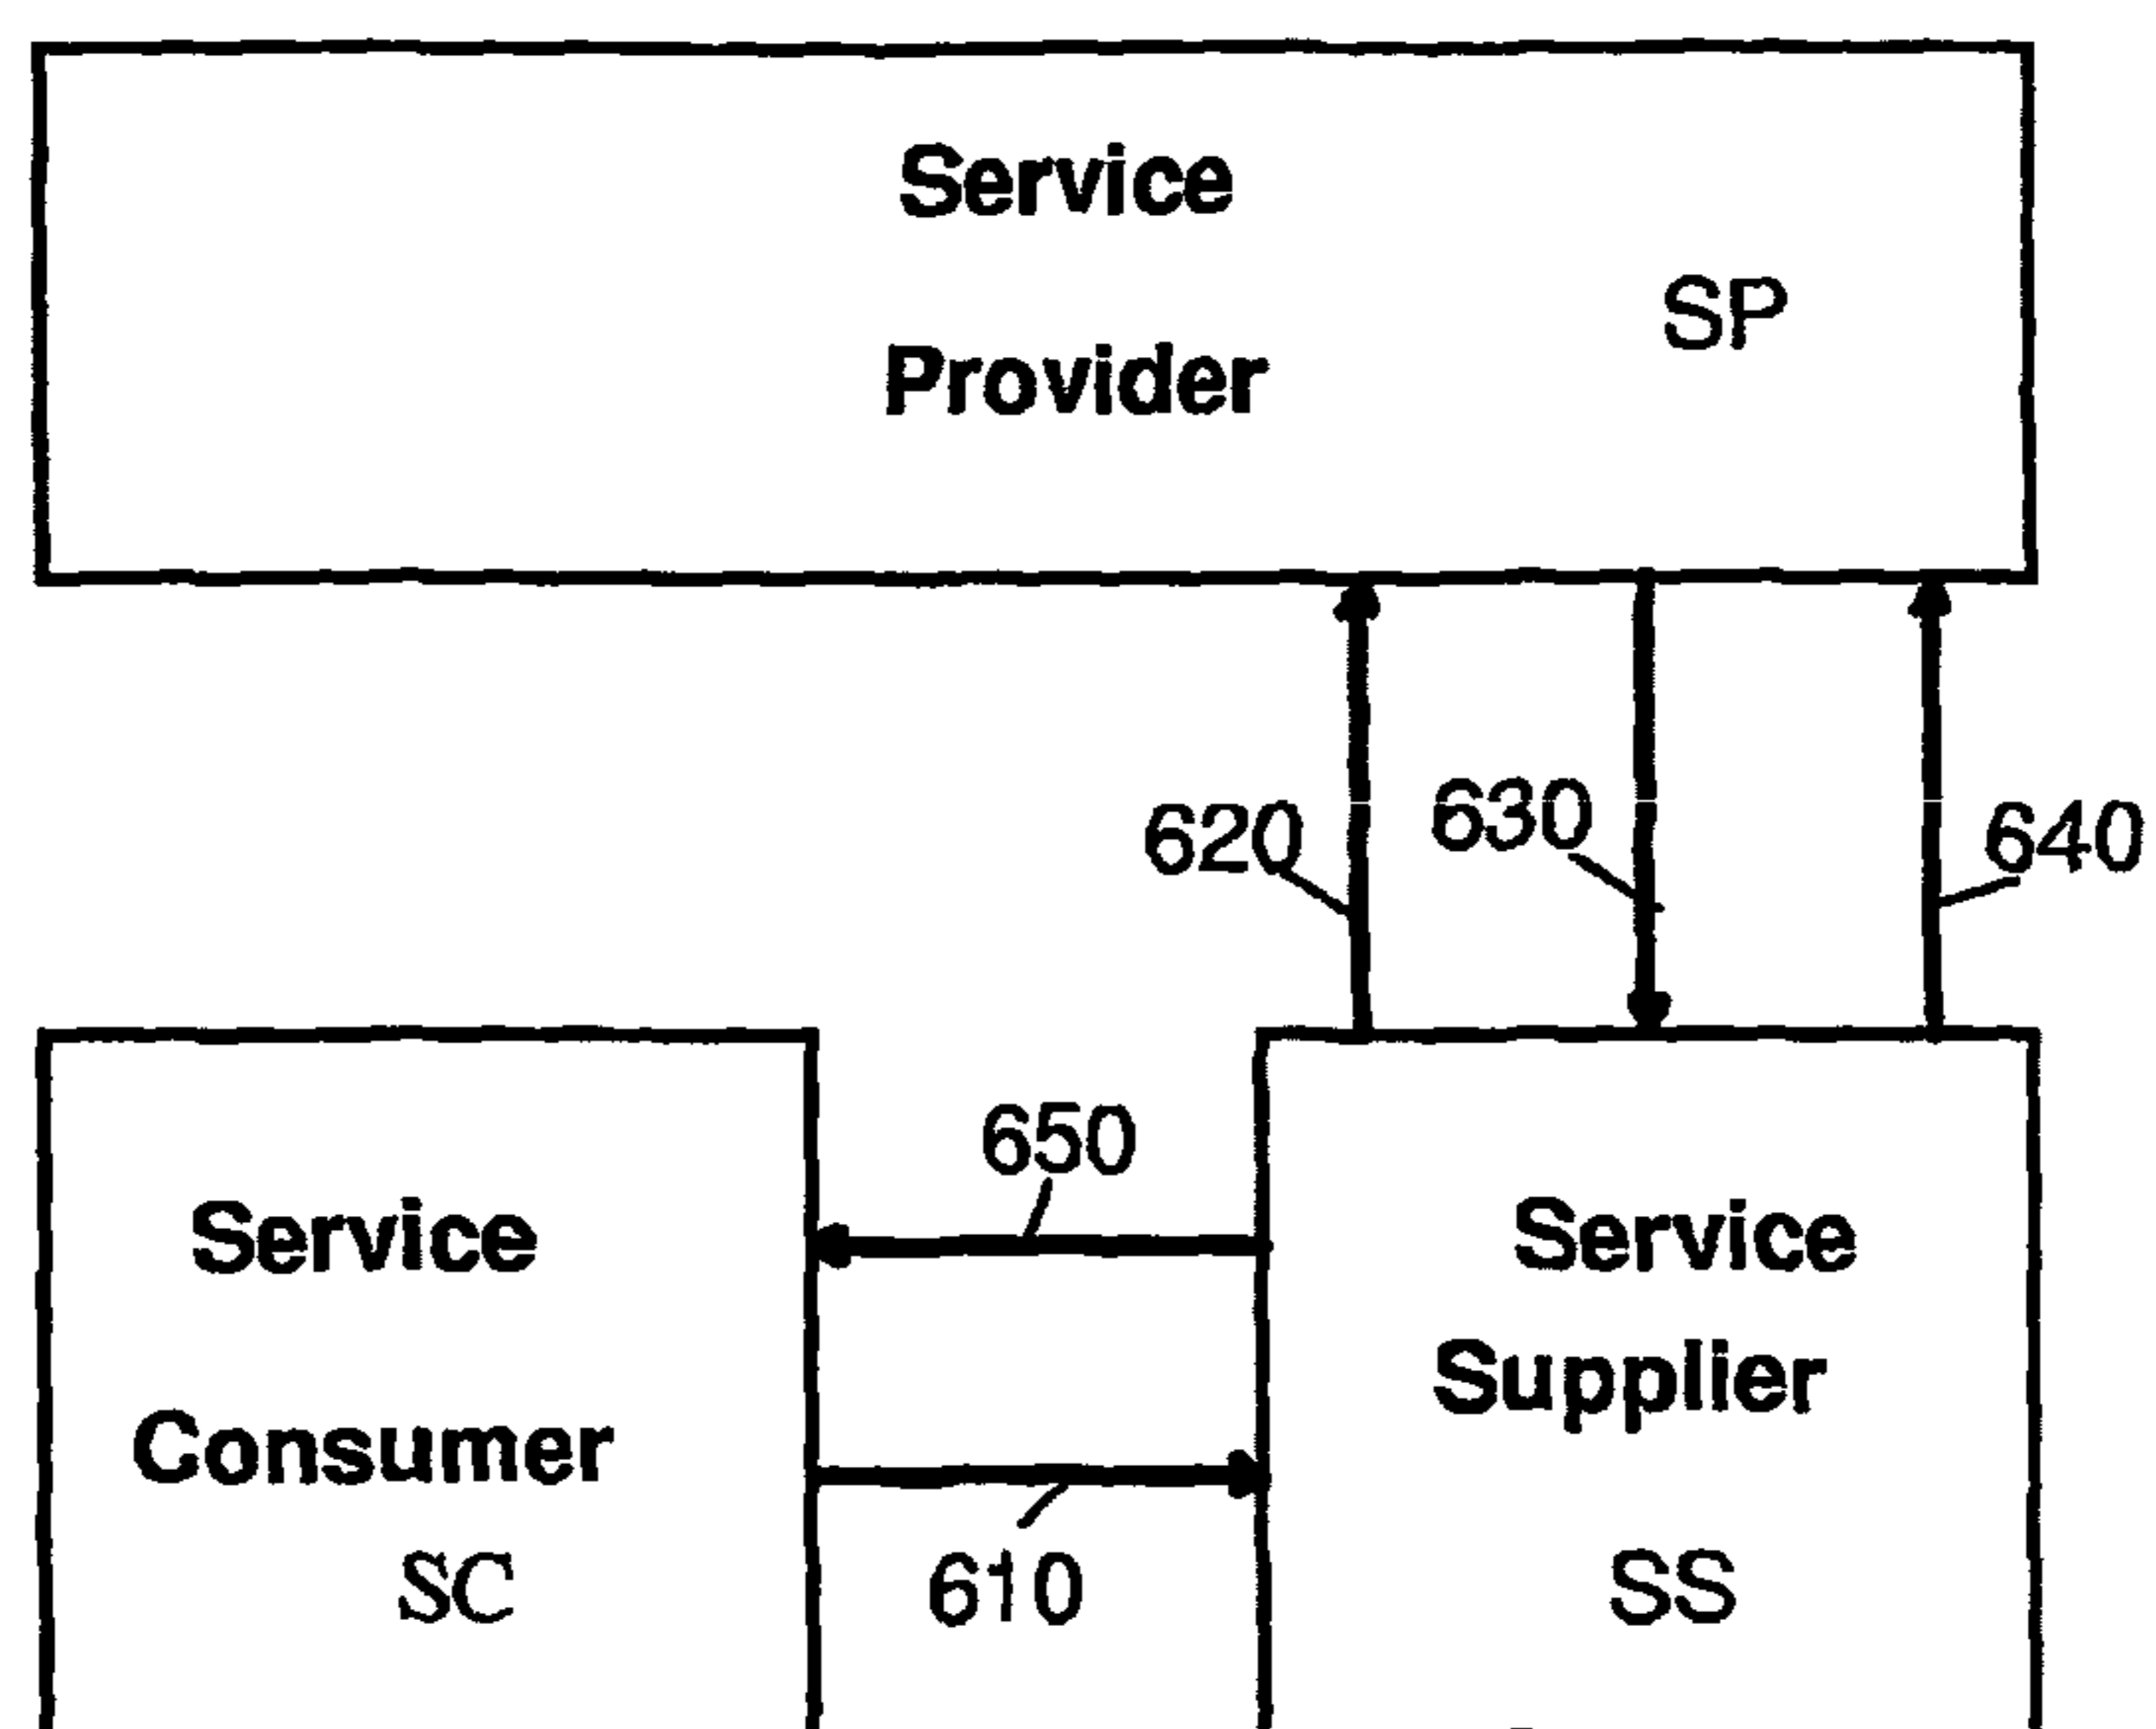 Service
Provider
SP
620
630
640
650
Service
Consumer
SC
610
Service
Supplier
SS